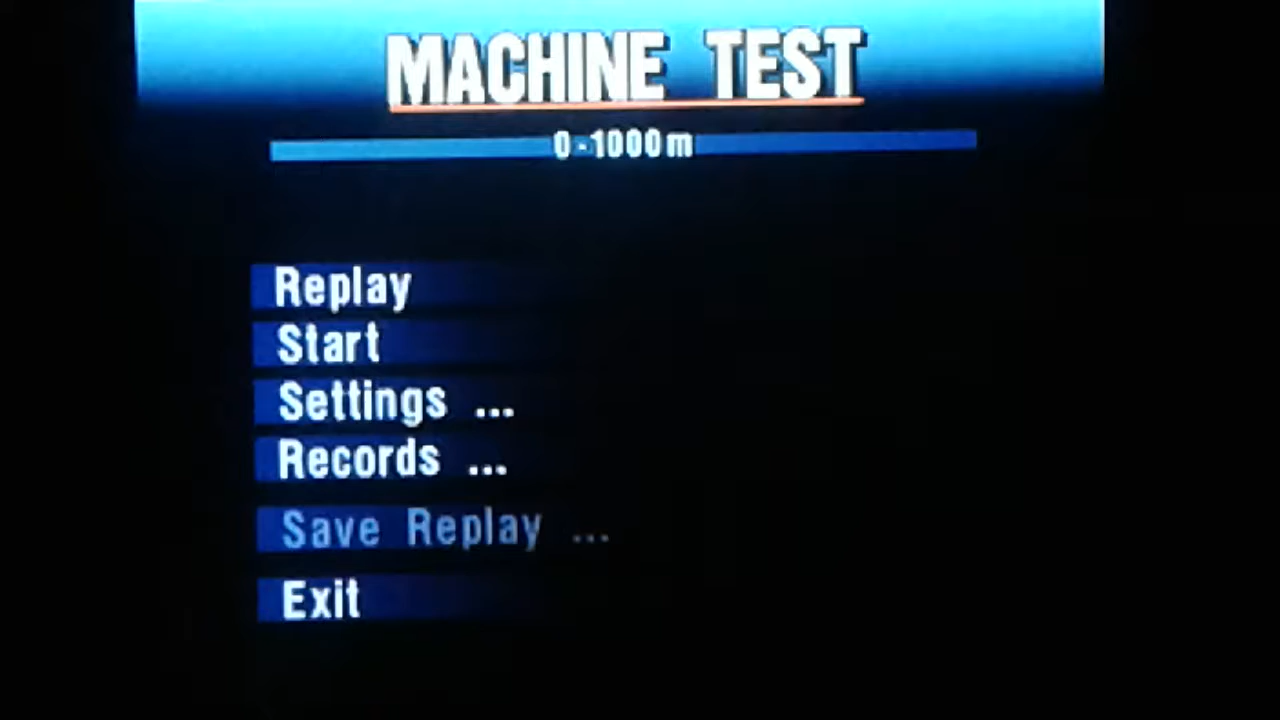 MACHINE TEST
0-1000m
Replay
Start
Settings ...
Records ...
Save Replay ...
Exit